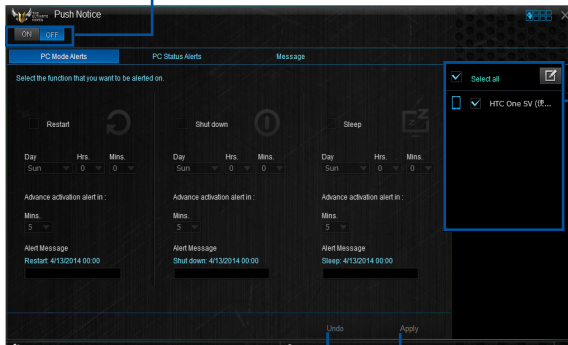 THE ULTIMATE FORCE Push Notice
ON OFF
PC Mode Alerts PC Status Alerts Message
Select the function that you want to be alerted on.
Select all
HTC One SV (使...
Restart Shut down Sleep
Day Hrs. Mins. Day Hrs. Mins. Day Hrs. Mins.
Sun 0 0 Sun 0 0 Sun 0 0
Advance activation alert in : Advance activation alert in : Advance activation alert in :
Mins. Mins. Mins.
5 5 5
Alert Message Alert Message Alert Message
Restart: 4/13/2014 00:00 Shut down: 4/13/2014 00:00 Sleep: 4/13/2014 00:00
Undo Apply